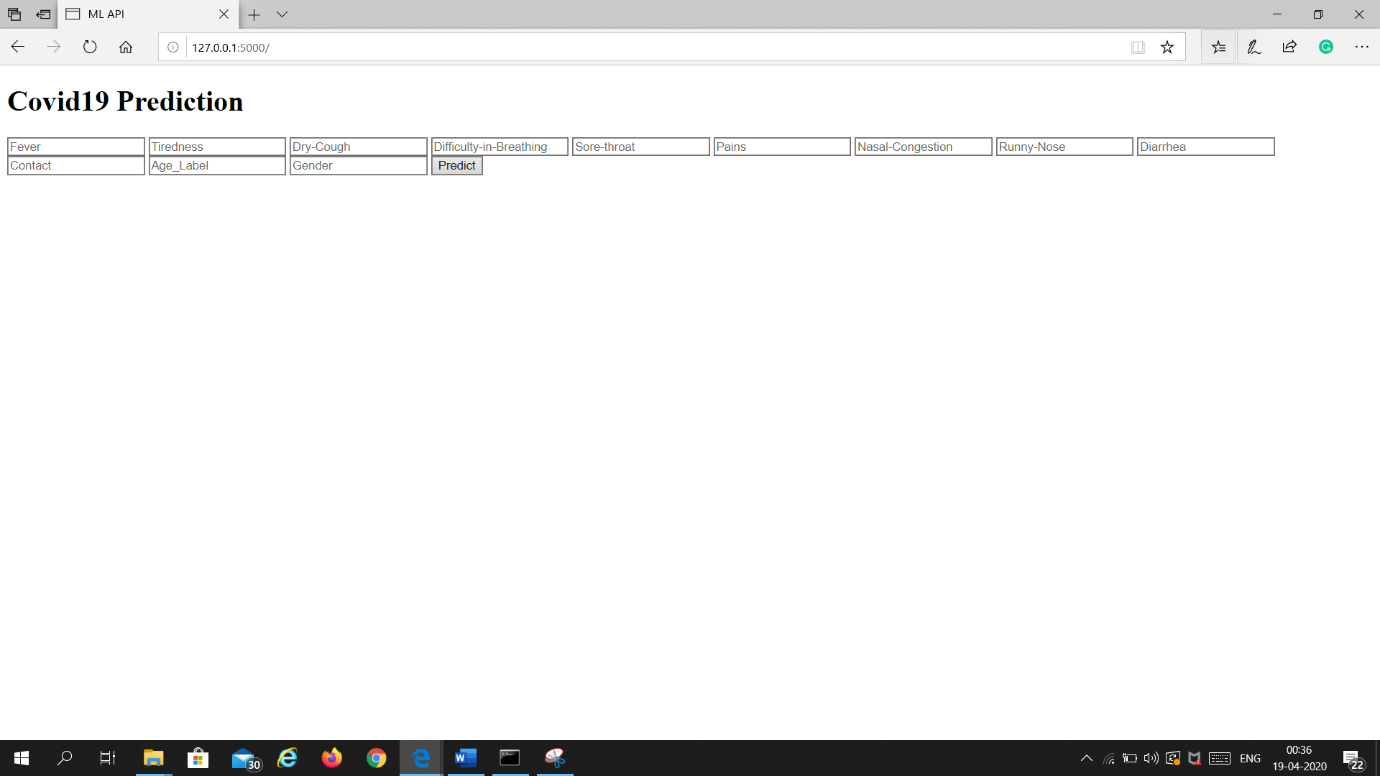 ML API
127.0.0.1:5000/
Covid19 Prediction
Fever Tiredness Dry-Cough Difficulty-in-Breathing Sore-throat Pains Nasal-Congestion Runny-Nose Diarrhea
Contact Age_Label Gender Predict
30 ENG 00:36 22
19-04-2020